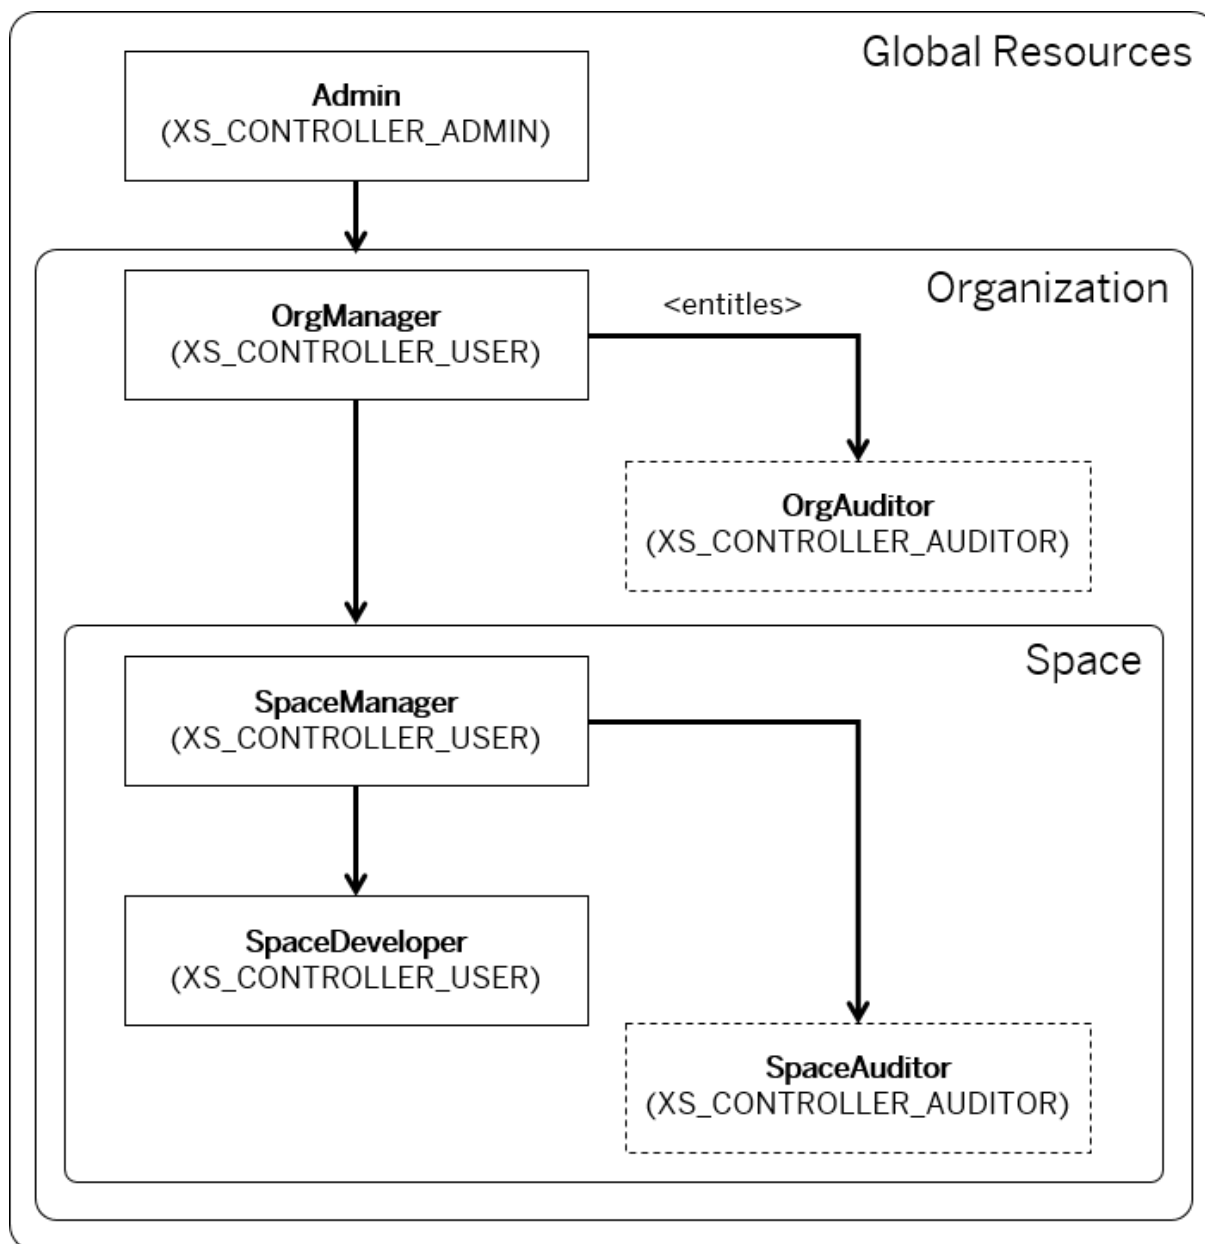 Global Resources
Admin
(XS_CONTROLLER_ADMIN)
Organization
OrgManager
(XS_CONTROLLER_USER)
<entitles>
OrgAuditor
(XS_CONTROLLER_AUDITOR)
Space
SpaceManager
(XS_CONTROLLER_USER)
SpaceDeveloper
(XS_CONTROLLER_USER)
SpaceAuditor
(XS_CONTROLLER_AUDITOR)